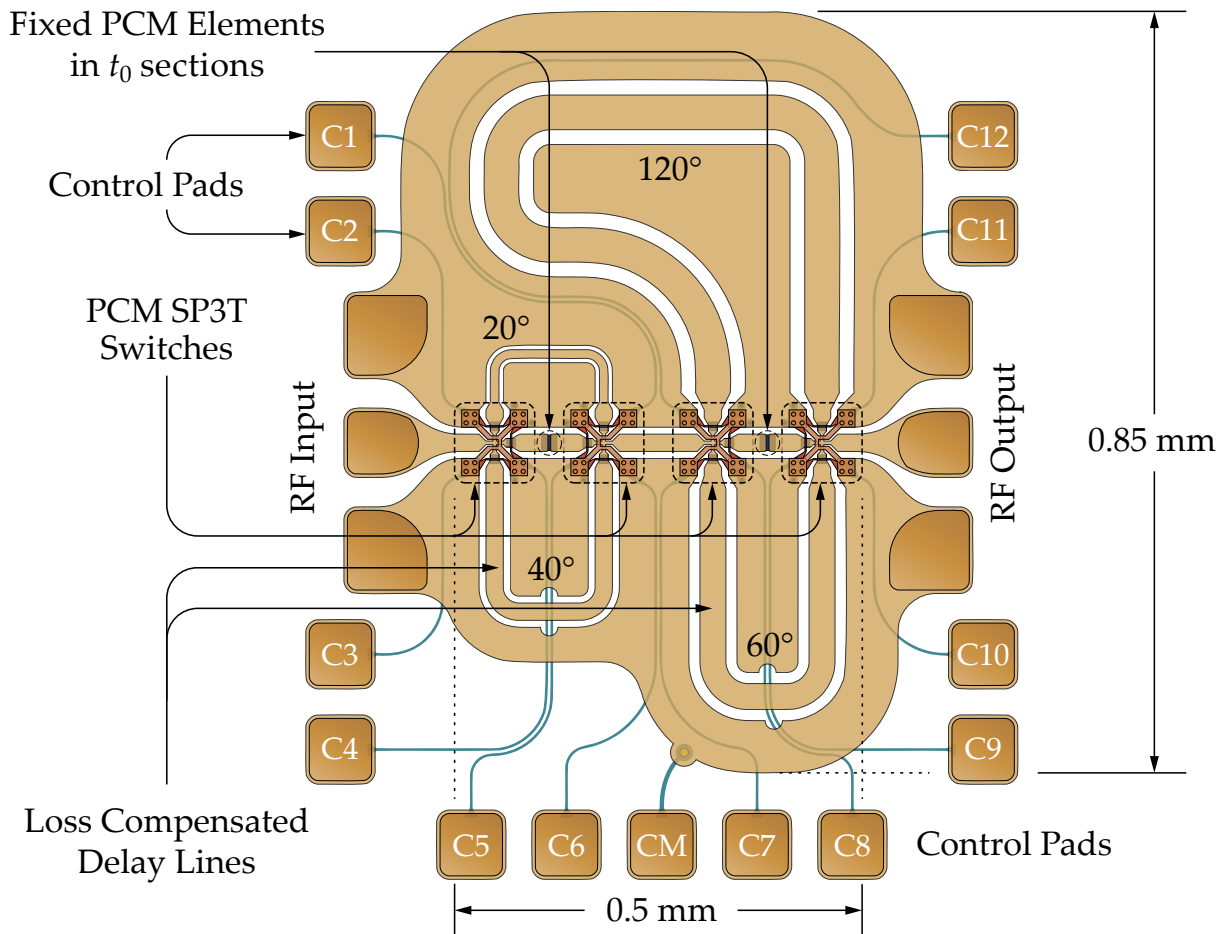 Fixed PCM Elements
in t₀ sections
C1
C12
Control Pads
120°
C2
C11
PCM SP3T
Switches
20°
RF Input
RF Output
0.85 mm
40°
60°
C3
C10
C4
C9
Loss Compensated
Delay Lines
C5
C6
CM
C7
C8
Control Pads
0.5 mm